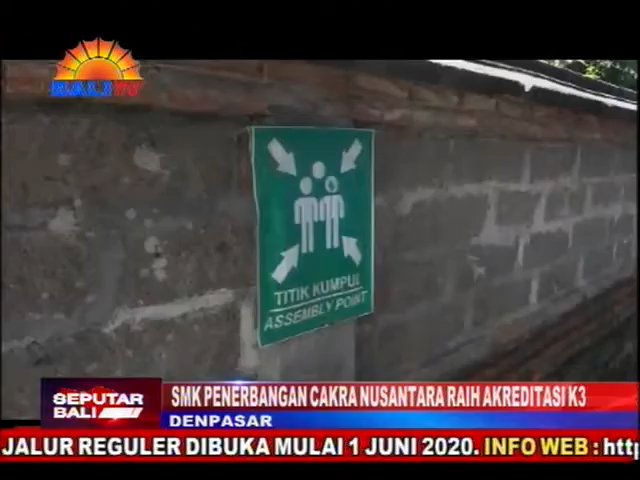 BALI TV
TITIK KUMPUL
ASSEMBLY POINT
SEPUTAR
BALI
SMK PENERBANGAN CAKRA NUSANTARA RAIH AKREDITASI K3
DENPASAR
JALUR REGULER DIBUKA MULAI 1 JUNI 2020. INFO WEB : http